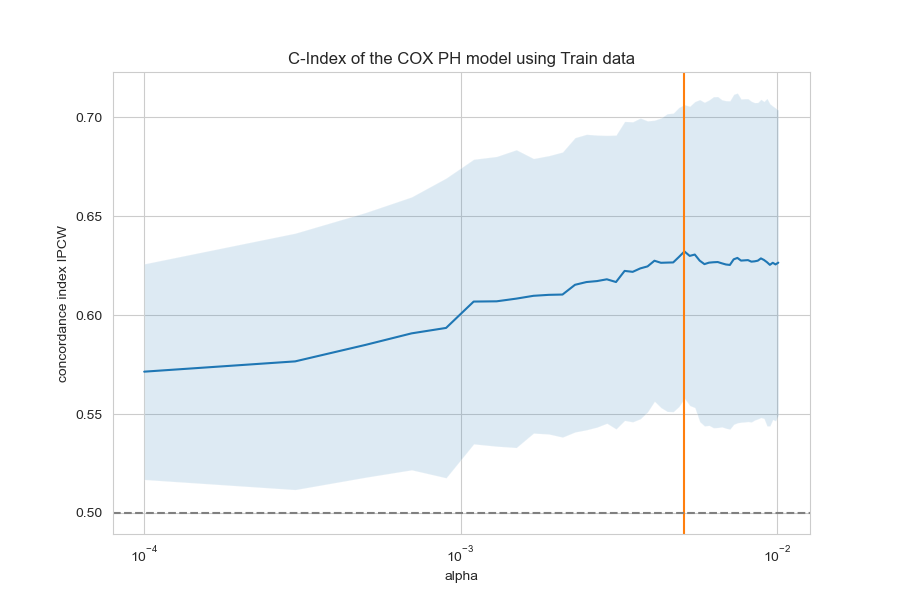 C-Index of the COX PH model using Train data
concordance index IPCW
0.70
0.65
0.60
0.55
0.50
10⁻⁴
10⁻³
10⁻²
alpha